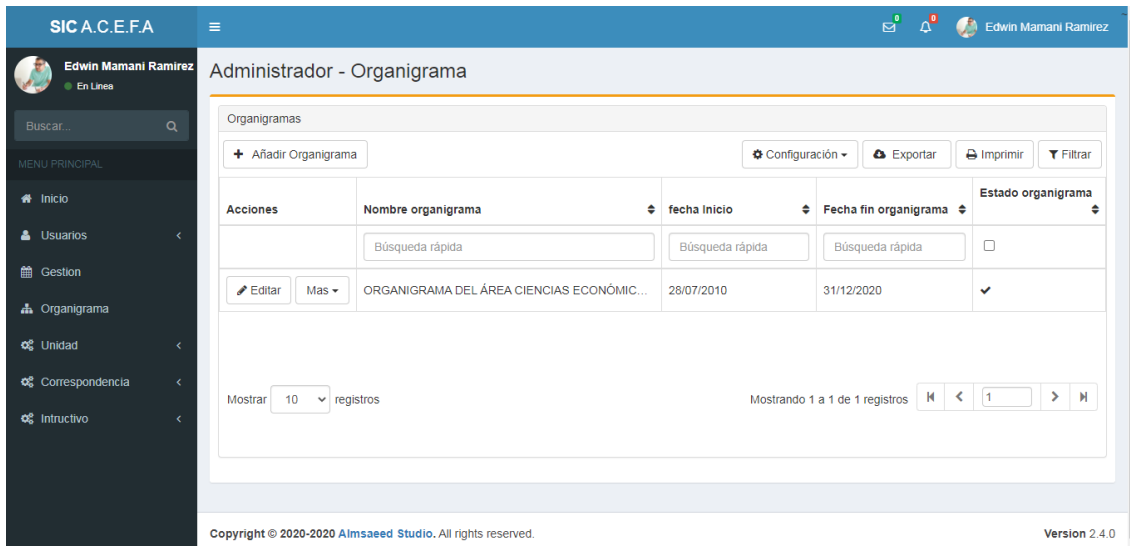 SIC A.C.E.F.A
0
0
Edwin Mamani Ramirez
Edwin Mamani Ramirez
En Linea
Buscar...
MENU PRINCIPAL
Inicio
Usuarios
Gestion
Organigrama
Unidad
Correspondencia
Intructivo
Administrador - Organigrama
Organigramas
Añadir Organigrama
Configuración
Exportar
Imprimir
Filtrar
Acciones
Nombre organigrama
fecha Inicio
Fecha fin organigrama
Estado organigrama
Búsqueda rápida
Búsqueda rápida
Búsqueda rápida
Editar
Mas
ORGANIGRAMA DEL ÁREA CIENCIAS ECONÓMIC...
28/07/2010
31/12/2020
Mostrar 10 registros
Mostrando 1 a 1 de 1 registros
1
Copyright © 2020-2020 Almsaeed Studio. All rights reserved.
Version 2.4.0